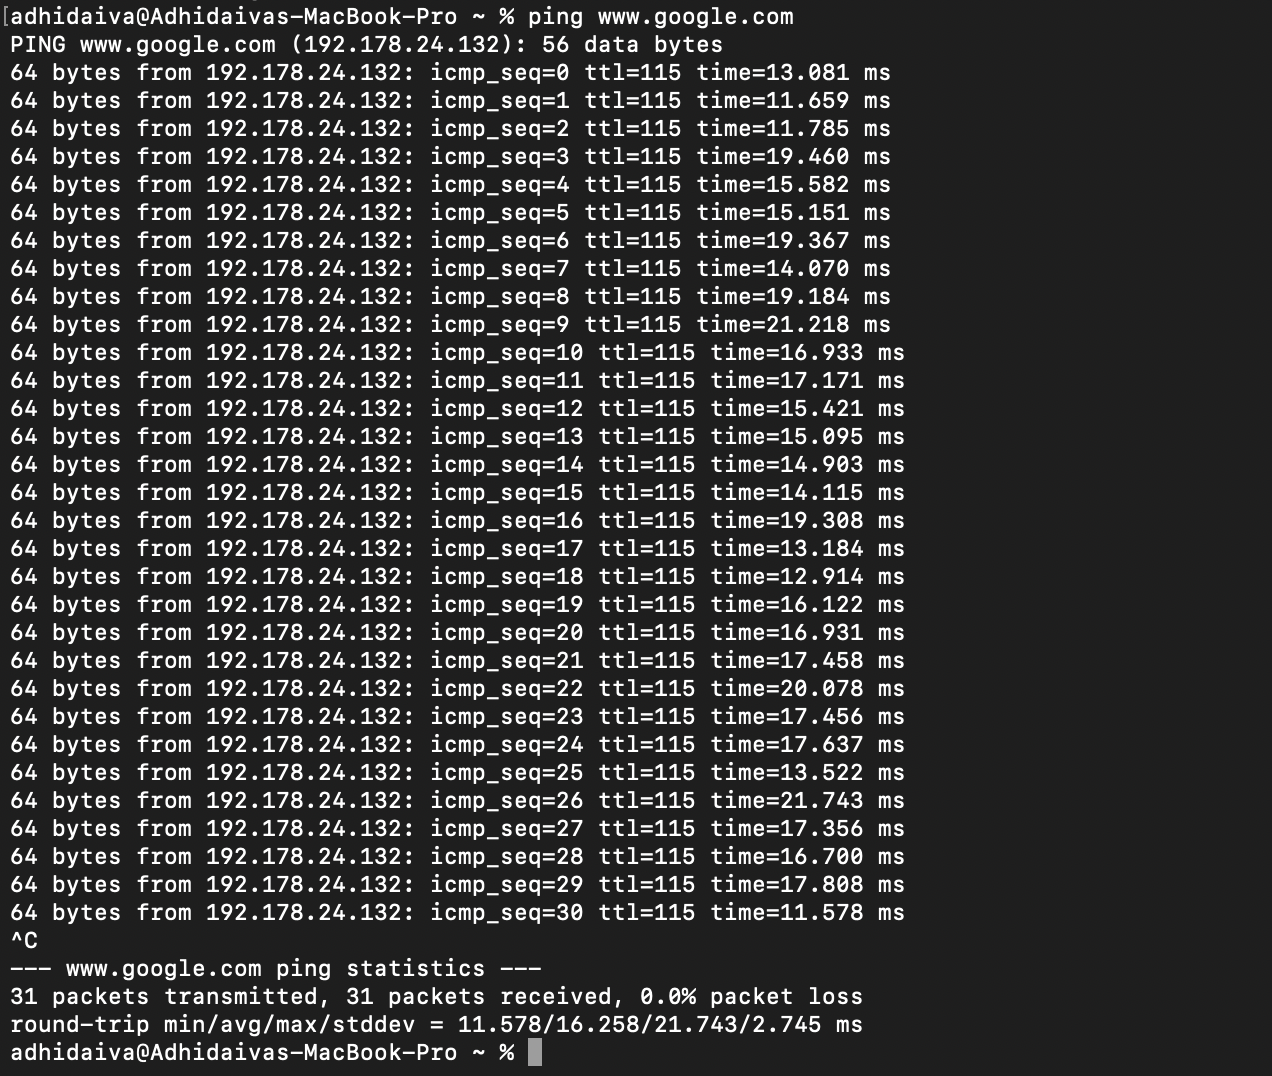 [adhidaiva@Adhidaivas-MacBook-Pro ~ % ping www.google.com
PING www.google.com (192.178.24.132): 56 data bytes
64 bytes from 192.178.24.132: icmp_seq=0 ttl=115 time=13.081 ms
64 bytes from 192.178.24.132: icmp_seq=1 ttl=115 time=11.659 ms
64 bytes from 192.178.24.132: icmp_seq=2 ttl=115 time=11.785 ms
64 bytes from 192.178.24.132: icmp_seq=3 ttl=115 time=19.460 ms
64 bytes from 192.178.24.132: icmp_seq=4 ttl=115 time=15.582 ms
64 bytes from 192.178.24.132: icmp_seq=5 ttl=115 time=15.151 ms
64 bytes from 192.178.24.132: icmp_seq=6 ttl=115 time=19.367 ms
64 bytes from 192.178.24.132: icmp_seq=7 ttl=115 time=14.070 ms
64 bytes from 192.178.24.132: icmp_seq=8 ttl=115 time=19.184 ms
64 bytes from 192.178.24.132: icmp_seq=9 ttl=115 time=21.218 ms
64 bytes from 192.178.24.132: icmp_seq=10 ttl=115 time=16.933 ms
64 bytes from 192.178.24.132: icmp_seq=11 ttl=115 time=17.171 ms
64 bytes from 192.178.24.132: icmp_seq=12 ttl=115 time=15.421 ms
64 bytes from 192.178.24.132: icmp_seq=13 ttl=115 time=15.095 ms
64 bytes from 192.178.24.132: icmp_seq=14 ttl=115 time=14.903 ms
64 bytes from 192.178.24.132: icmp_seq=15 ttl=115 time=14.115 ms
64 bytes from 192.178.24.132: icmp_seq=16 ttl=115 time=19.308 ms
64 bytes from 192.178.24.132: icmp_seq=17 ttl=115 time=13.184 ms
64 bytes from 192.178.24.132: icmp_seq=18 ttl=115 time=12.914 ms
64 bytes from 192.178.24.132: icmp_seq=19 ttl=115 time=16.122 ms
64 bytes from 192.178.24.132: icmp_seq=20 ttl=115 time=16.931 ms
64 bytes from 192.178.24.132: icmp_seq=21 ttl=115 time=17.458 ms
64 bytes from 192.178.24.132: icmp_seq=22 ttl=115 time=20.078 ms
64 bytes from 192.178.24.132: icmp_seq=23 ttl=115 time=17.456 ms
64 bytes from 192.178.24.132: icmp_seq=24 ttl=115 time=17.637 ms
64 bytes from 192.178.24.132: icmp_seq=25 ttl=115 time=13.522 ms
64 bytes from 192.178.24.132: icmp_seq=26 ttl=115 time=21.743 ms
64 bytes from 192.178.24.132: icmp_seq=27 ttl=115 time=17.356 ms
64 bytes from 192.178.24.132: icmp_seq=28 ttl=115 time=16.700 ms
64 bytes from 192.178.24.132: icmp_seq=29 ttl=115 time=17.808 ms
64 bytes from 192.178.24.132: icmp_seq=30 ttl=115 time=11.578 ms
^C
--- www.google.com ping statistics ---
31 packets transmitted, 31 packets received, 0.0% packet loss
round-trip min/avg/max/stddev = 11.578/16.258/21.743/2.745 ms
adhidaiva@Adhidaivas-MacBook-Pro ~ %